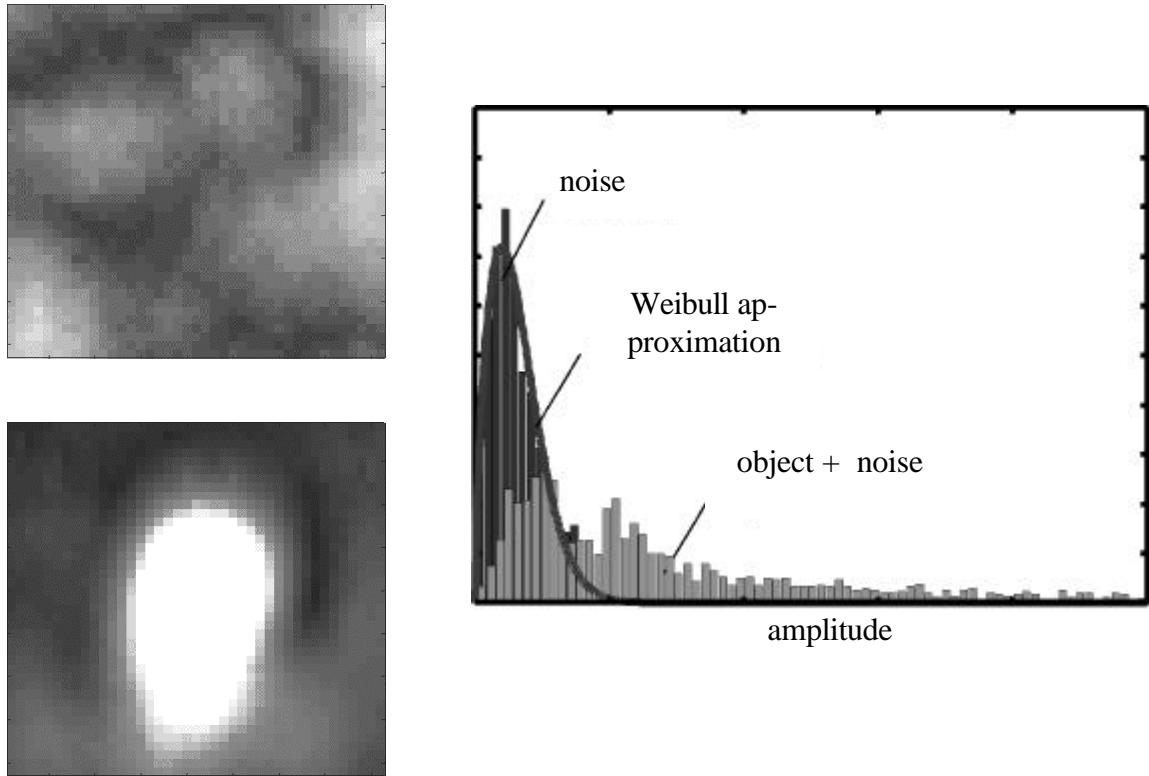 noise
Weibull ap-
proximation
object + noise
amplitude